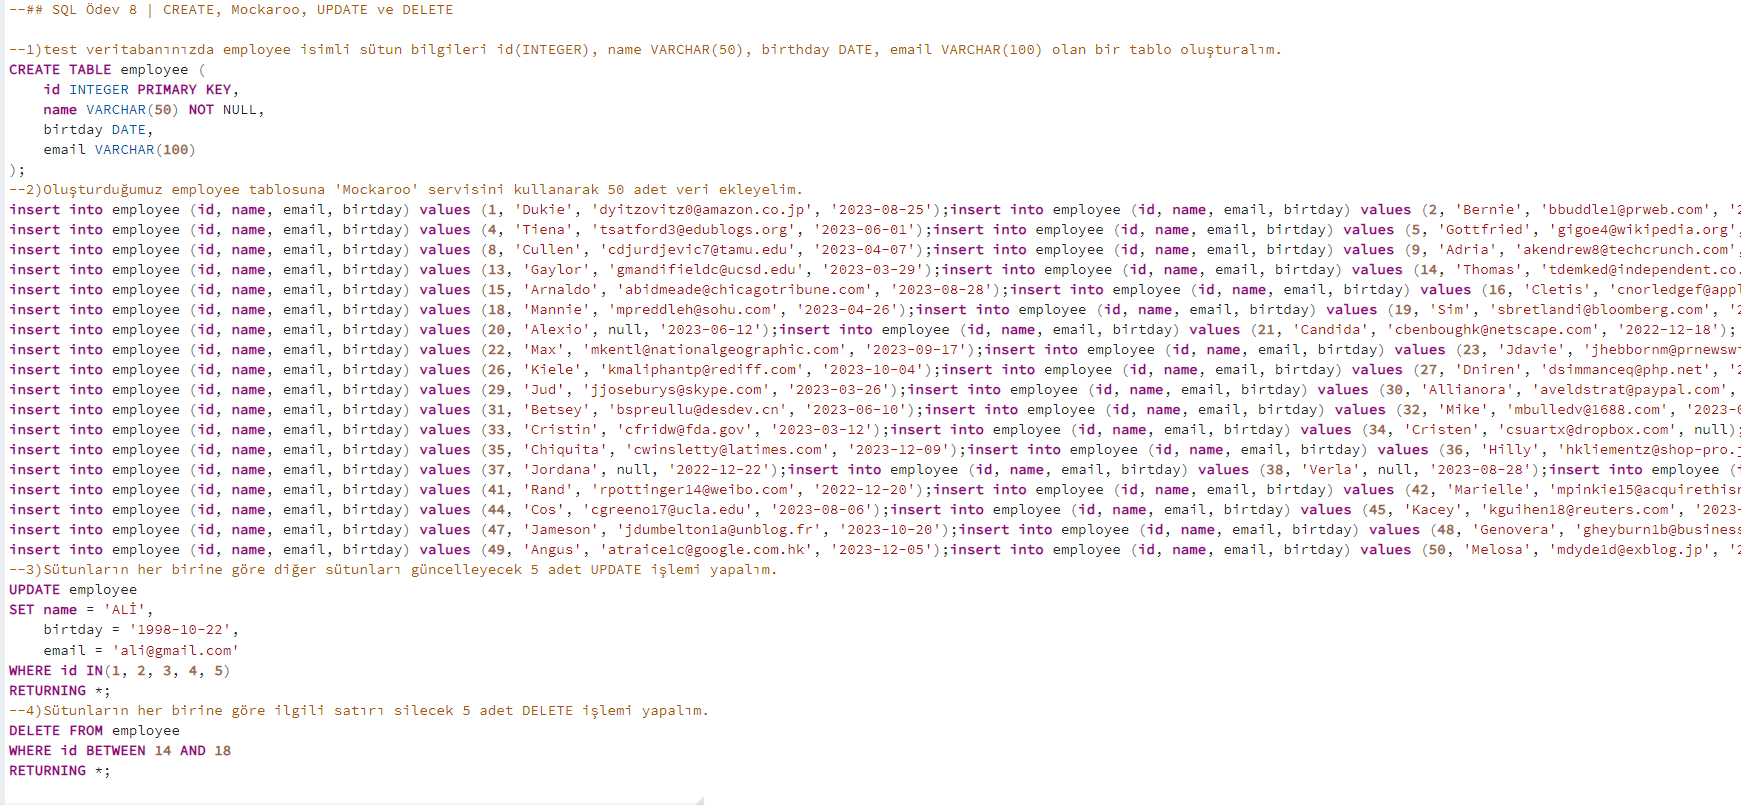 --## SQL Ödev 8 | CREATE, Mockaroo, UPDATE ve DELETE
--1)test veritabanınızda employee isimli sütun bilgileri id(INTEGER), name VARCHAR(50), birthday DATE, email VARCHAR(100) olan bir tablo oluşturalım.
CREATE TABLE employee (
    id INTEGER PRIMARY KEY,
    name VARCHAR(50) NOT NULL,
    birtday DATE,
    email VARCHAR(100)
);
--2)Oluşturduğumuz employee tablosuna 'Mockaroo' servisini kullanarak 50 adet veri ekleyelim.
insert into employee (id, name, email, birtday) values (1, 'Dukie', 'dyitzovitz0@amazon.co.jp', '2023-08-25');insert into employee (id, name, email, birtday) values (2, 'Bernie', 'bbuddle1@prweb.com', '2
insert into employee (id, name, email, birtday) values (4, 'Tiena', 'tsatford3@edublogs.org', '2023-06-01');insert into employee (id, name, email, birtday) values (5, 'Gottfried', 'gigoe4@wikipedia.org',
insert into employee (id, name, email, birtday) values (8, 'Cullen', 'cdjurdjevic7@tamu.edu', '2023-04-07');insert into employee (id, name, email, birtday) values (9, 'Adria', 'akendrew8@techcrunch.com',
insert into employee (id, name, email, birtday) values (13, 'Gaylor', 'gmandifieldc@ucsd.edu', '2023-03-29');insert into employee (id, name, email, birtday) values (14, 'Thomas', 'tdemked@independent.co.
insert into employee (id, name, email, birtday) values (15, 'Arnaldo', 'abidmeade@chicagotribune.com', '2023-08-28');insert into employee (id, name, email, birtday) values (16, 'Cletis', 'cnorledgef@appl
insert into employee (id, name, email, birtday) values (18, 'Mannie', 'mpreddleh@sohu.com', '2023-04-26');insert into employee (id, name, email, birtday) values (19, 'Sim', 'sbretlandi@bloomberg.com', '2
insert into employee (id, name, email, birtday) values (20, 'Alexio', null, '2023-06-12');insert into employee (id, name, email, birtday) values (21, 'Candida', 'cbenboughk@netscape.com', '2022-12-18');
insert into employee (id, name, email, birtday) values (22, 'Max', 'mkentl@nationalgeographic.com', '2023-09-17');insert into employee (id, name, email, birtday) values (23, 'Jdavie', 'jhebbornm@prnewswi
insert into employee (id, name, email, birtday) values (26, 'Kiele', 'kmaliphantp@rediff.com', '2023-10-04');insert into employee (id, name, email, birtday) values (27, 'Dniren', 'dsimmanceq@php.net', '2
insert into employee (id, name, email, birtday) values (29, 'Jud', 'jjoseburys@skype.com', '2023-03-26');insert into employee (id, name, email, birtday) values (30, 'Allianora', 'aveldstrat@paypal.com',
insert into employee (id, name, email, birtday) values (31, 'Betsey', 'bspreullu@desdev.cn', '2023-06-10');insert into employee (id, name, email, birtday) values (32, 'Mike', 'mbulledv@1688.com', '2023-0
insert into employee (id, name, email, birtday) values (33, 'Cristin', 'cfridw@fda.gov', '2023-03-12');insert into employee (id, name, email, birtday) values (34, 'Cristen', 'csuartx@dropbox.com', null);
insert into employee (id, name, email, birtday) values (35, 'Chiquita', 'cwinsletty@latimes.com', '2023-12-09');insert into employee (id, name, email, birtday) values (36, 'Hilly', 'hkliementz@shop-pro.j
insert into employee (id, name, email, birtday) values (37, 'Jordana', null, '2022-12-22');insert into employee (id, name, email, birtday) values (38, 'Verla', null, '2023-08-28');insert into employee (i
insert into employee (id, name, email, birtday) values (41, 'Rand', 'rpottinger14@weibo.com', '2022-12-20');insert into employee (id, name, email, birtday) values (42, 'Marielle', 'mpinkie15@acquirethisn
insert into employee (id, name, email, birtday) values (44, 'Cos', 'cgreeno17@ucla.edu', '2023-08-06');insert into employee (id, name, email, birtday) values (45, 'Kacey', 'kguihen18@reuters.com', '2023-
insert into employee (id, name, email, birtday) values (47, 'Jameson', 'jdumbelton1a@unblog.fr', '2023-10-20');insert into employee (id, name, email, birtday) values (48, 'Genovera', 'gheyburn1b@business
insert into employee (id, name, email, birtday) values (49, 'Angus', 'atraice1c@google.com.hk', '2023-12-05');insert into employee (id, name, email, birtday) values (50, 'Melosa', 'mdyde1d@exblog.jp', '2
--3)Sütunların her birine göre diğer sütunları güncelleyecek 5 adet UPDATE işlemi yapalım.
UPDATE employee
SET name = 'ALİ',
    birtday = '1998-10-22',
    email = 'ali@gmail.com'
WHERE id IN(1, 2, 3, 4, 5)
RETURNING *;
--4)Sütunların her birine göre ilgili satırı silecek 5 adet DELETE işlemi yapalım.
DELETE FROM employee
WHERE id BETWEEN 14 AND 18
RETURNING *;